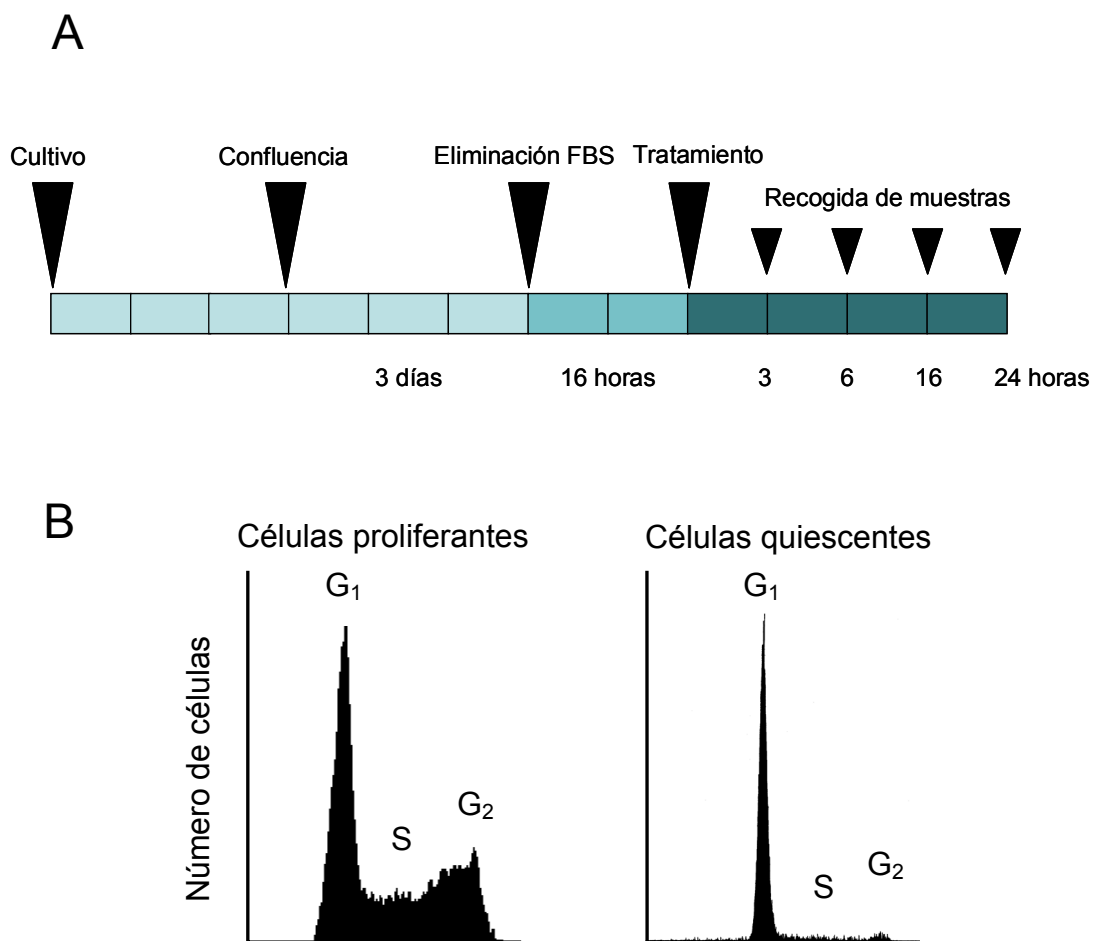 A
Cultivo Confluencia Eliminación FBS Tratamiento
Recogida de muestras
3 días 16 horas 3 6 16 24 horas
B
Células proliferantes Células quiescentes
G₁ G₁
Número de células
S G₂ S G₂